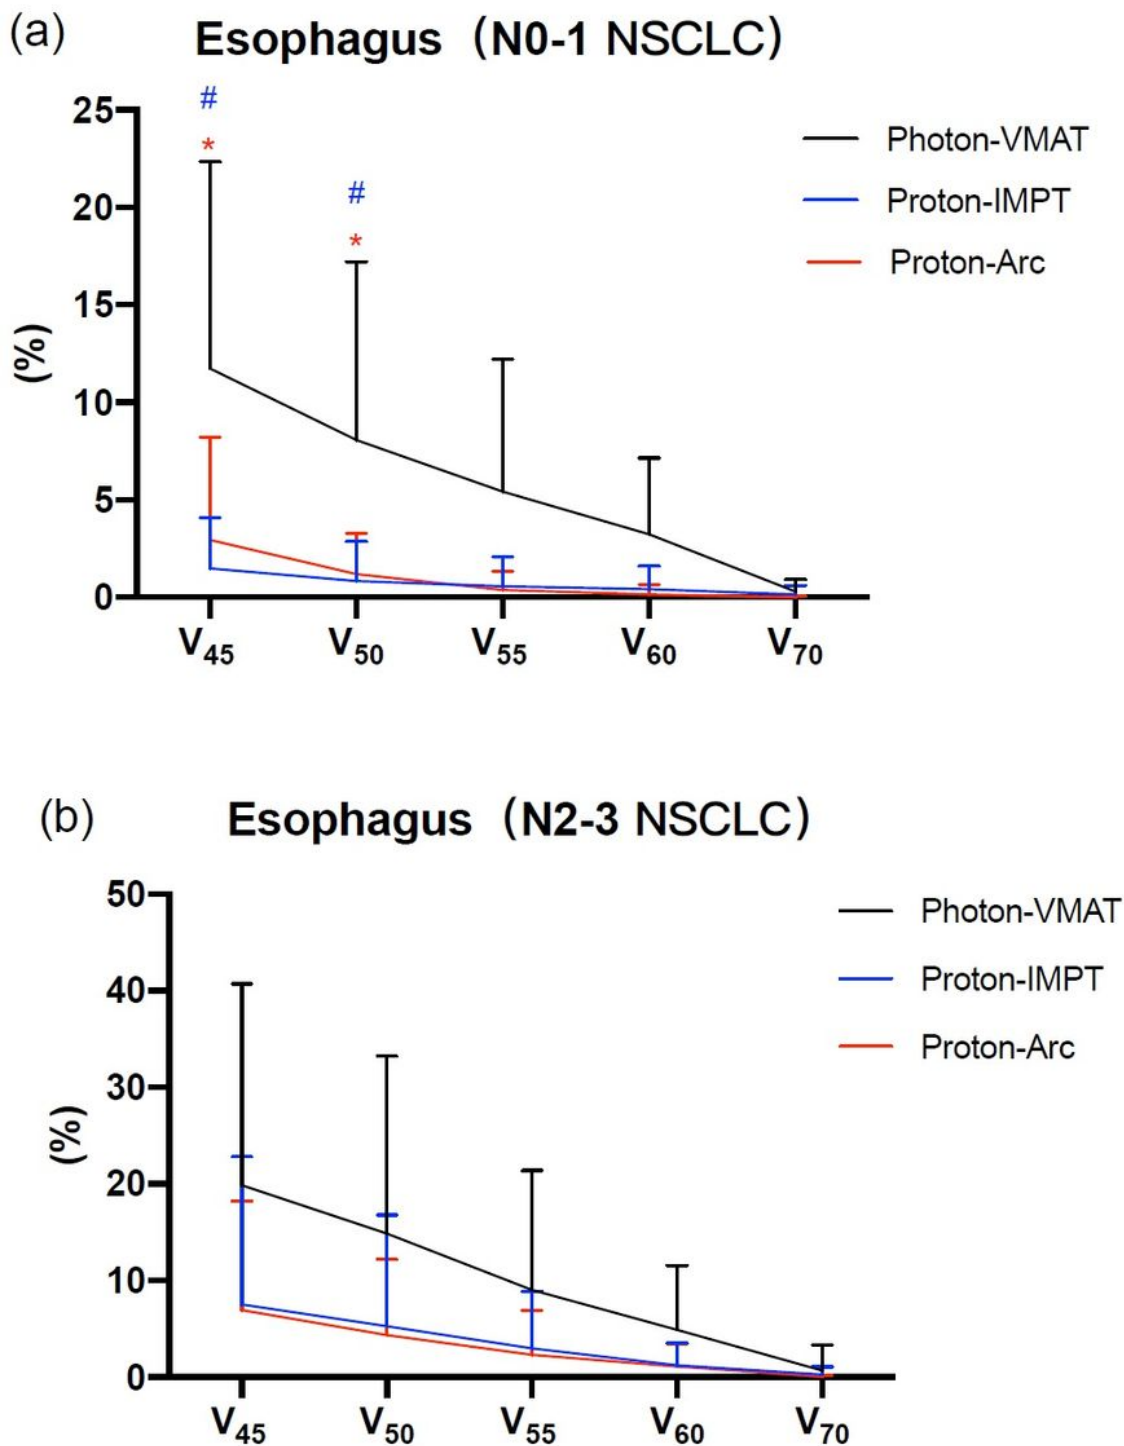 (a) Esophagus (N0-1 NSCLC)
25
#
*
20
#
*
15
10
5
0
(%)
V45 V50 V55 V60 V70
Photon-VMAT
Proton-IMPT
Proton-Arc
(b) Esophagus (N2-3 NSCLC)
50
40
30
20
10
0
(%)
V45 V50 V55 V60 V70
Photon-VMAT
Proton-IMPT
Proton-Arc